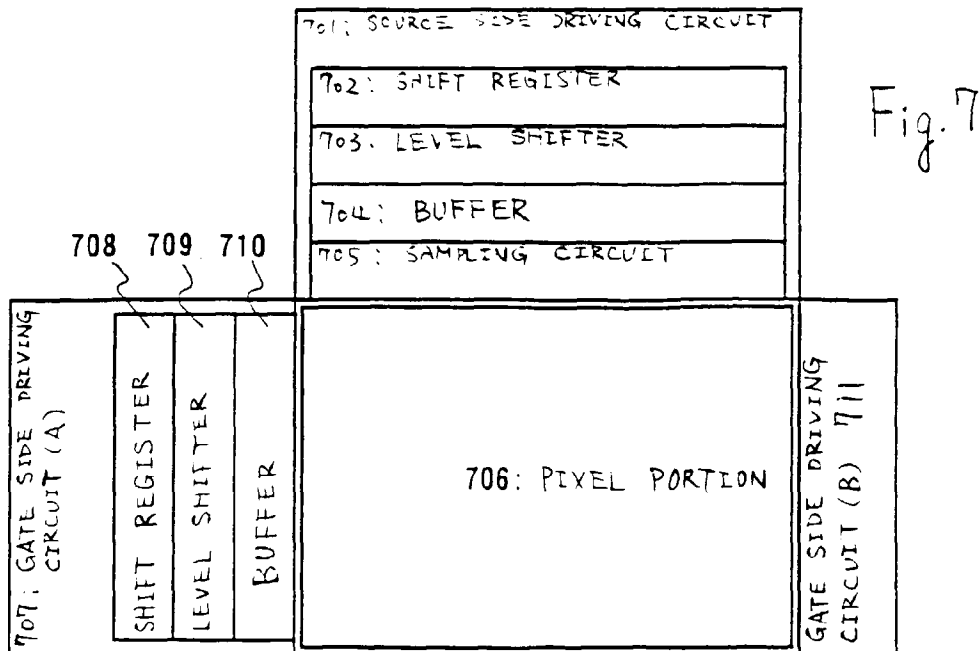 701: SOURCE SIDE DRIVING CIRCUIT
702: SHIFT REGISTER
703. LEVEL SHIFTER
704: BUFFER
705: SAMPLING CIRCUIT
Fig. 7
708 709 710
707: GATE SIDE DRIVING
CIRCUIT (A)
SHIFT REGISTER
LEVEL SHIFTER
BUFFER
706: PIXEL PORTION
GATE SIDE DRIVING
CIRCUIT (B) 711